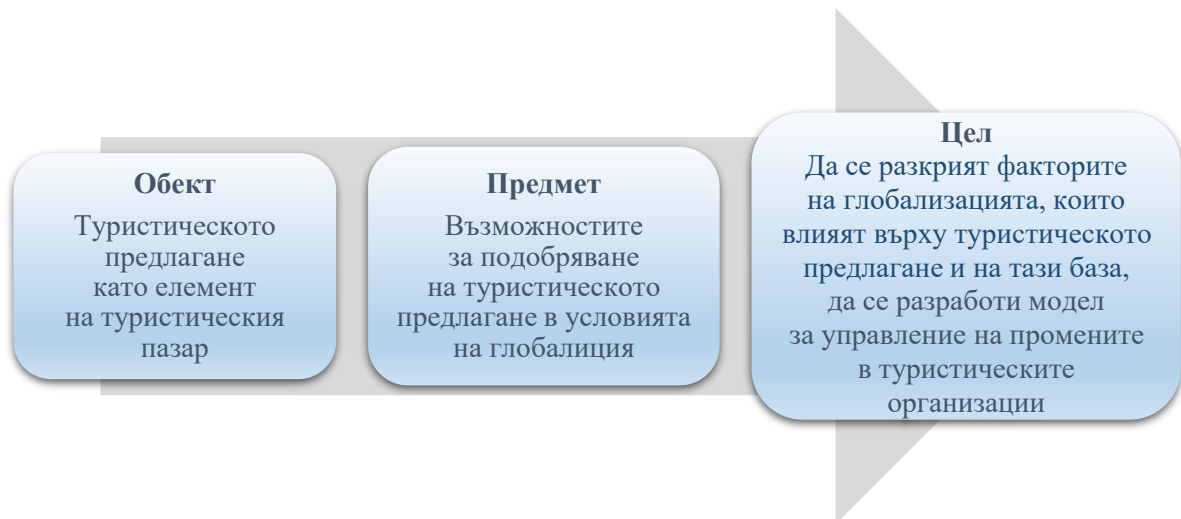 Обект
Туристическото
предлагане
като елемент
на туристическия
пазар
Предмет
Възможностите
за подобряване
на туристическото
предлагане в условията
на глобалиция
Цел
Да се разкрият факторите
на глобализацията, които
влияят върху туристическото
предлагане и на тази база,
да се разработи модел
за управление на промените
в туристическите
организации